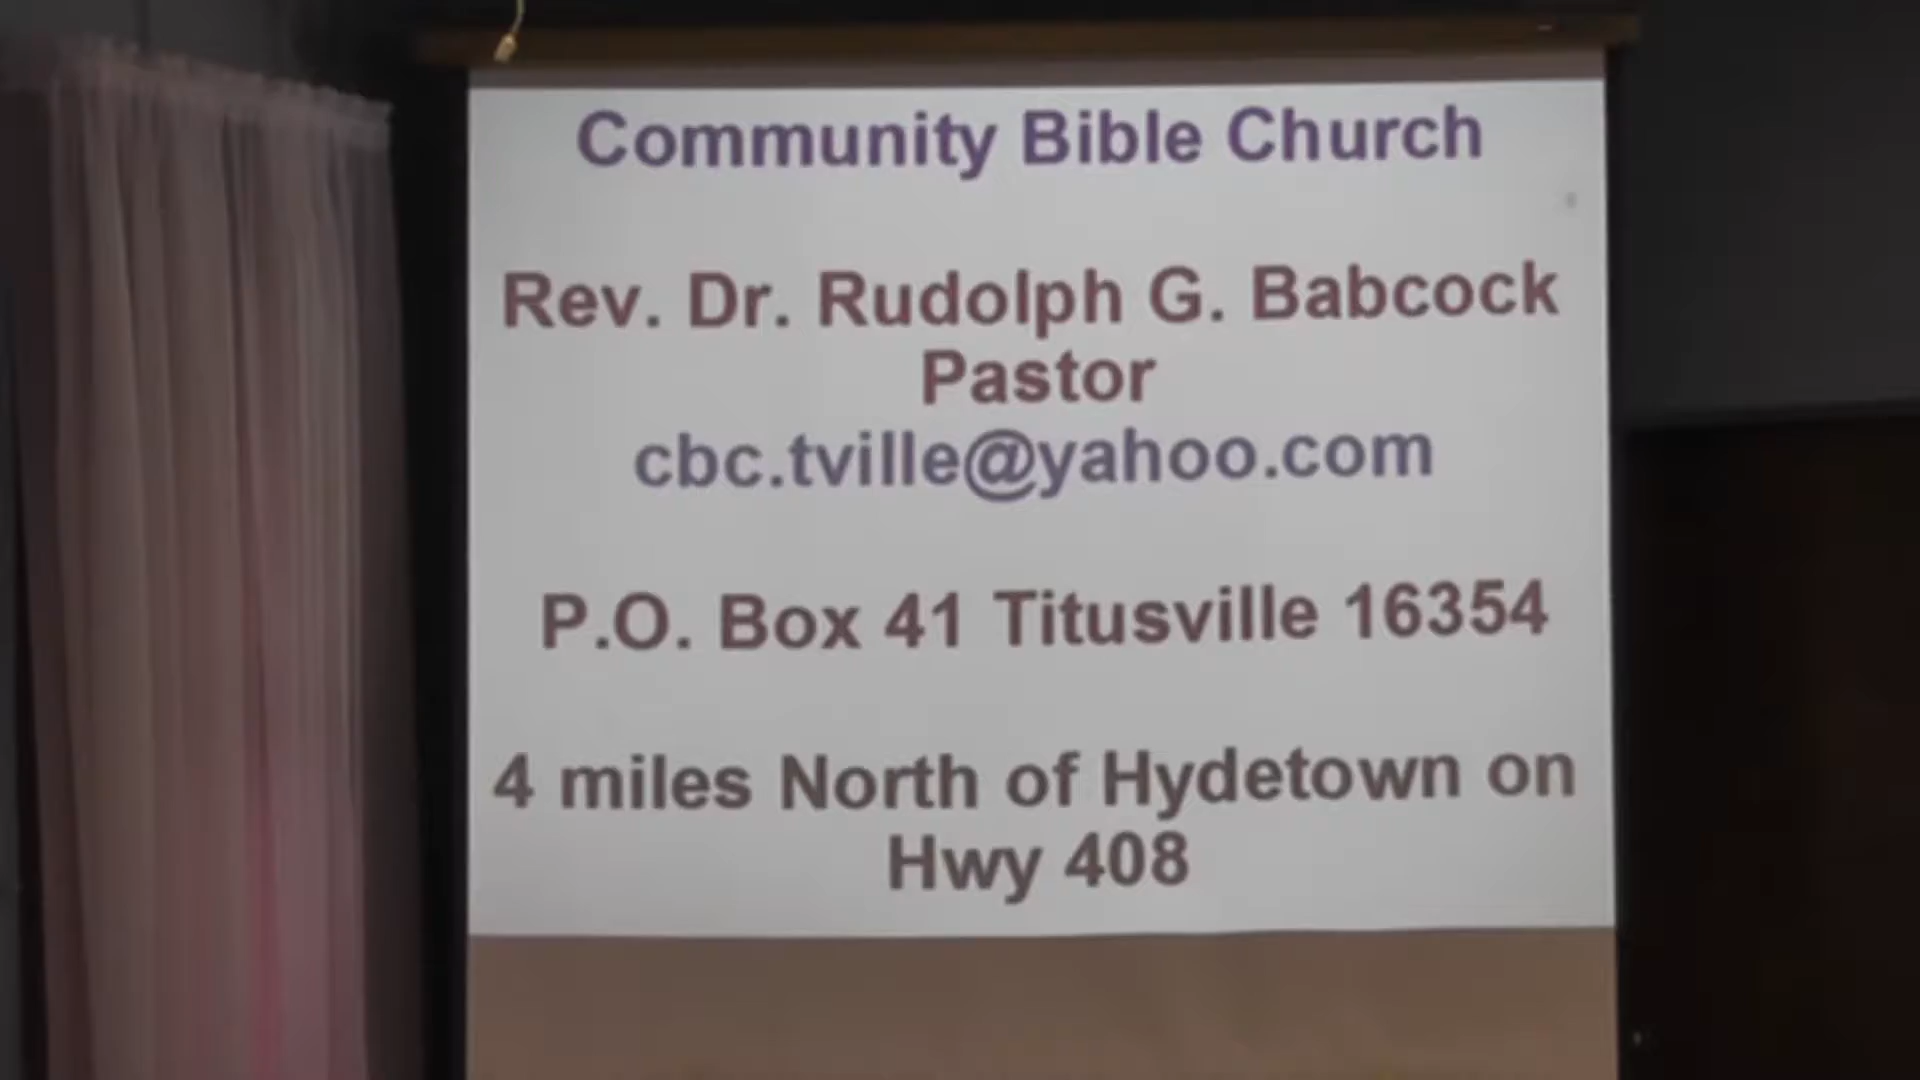 Community Bible Church
Rev. Dr. Rudolph G. Babcock
Pastor
cbc.tville@yahoo.com
P.O. Box 41 Titusville 16354
4 miles North of Hydetown on
Hwy 408